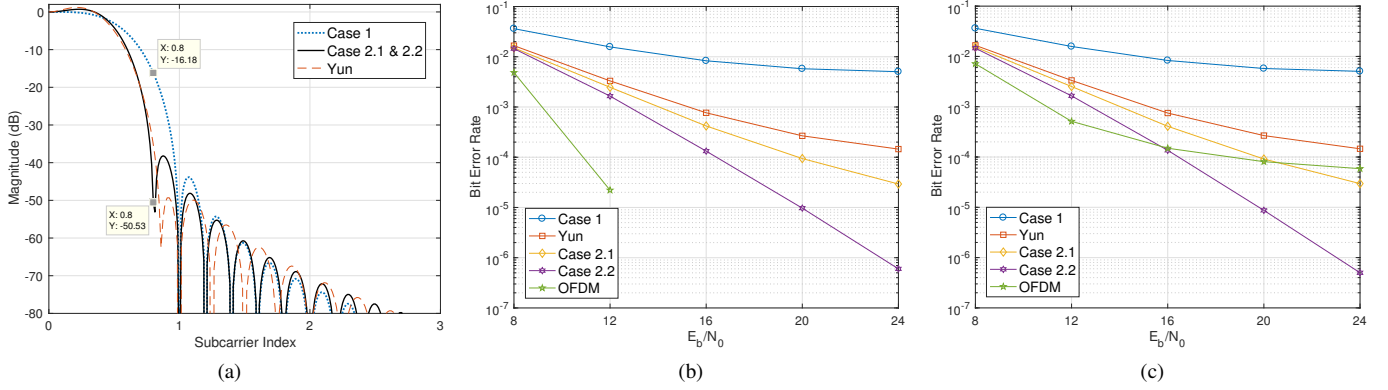 0
-10
-20
-30
-40
-50
-60
-70
-80
Magnitude (dB)
X: 0.8
Y: -16.18
X: 0.8
Y: -50.53
Case 1
Case 2.1 & 2.2
Yun
0 1 2 3
Subcarrier Index
(a)
10-1
10-2
10-3
10-4
10-5
10-6
10-7
Bit Error Rate
Case 1
Yun
Case 2.1
Case 2.2
OFDM
8 12 16 20 24
Eb/N0
(b)
10-1
10-2
10-3
10-4
10-5
10-6
10-7
Bit Error Rate
Case 1
Yun
Case 2.1
Case 2.2
OFDM
8 12 16 20 24
Eb/N0
(c)